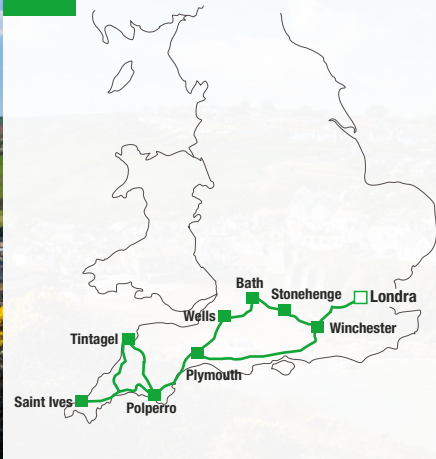 Bath
Stonehenge
Londra
Wells
Winchester
Tintagel
Plymouth
Saint Ives
Polperro